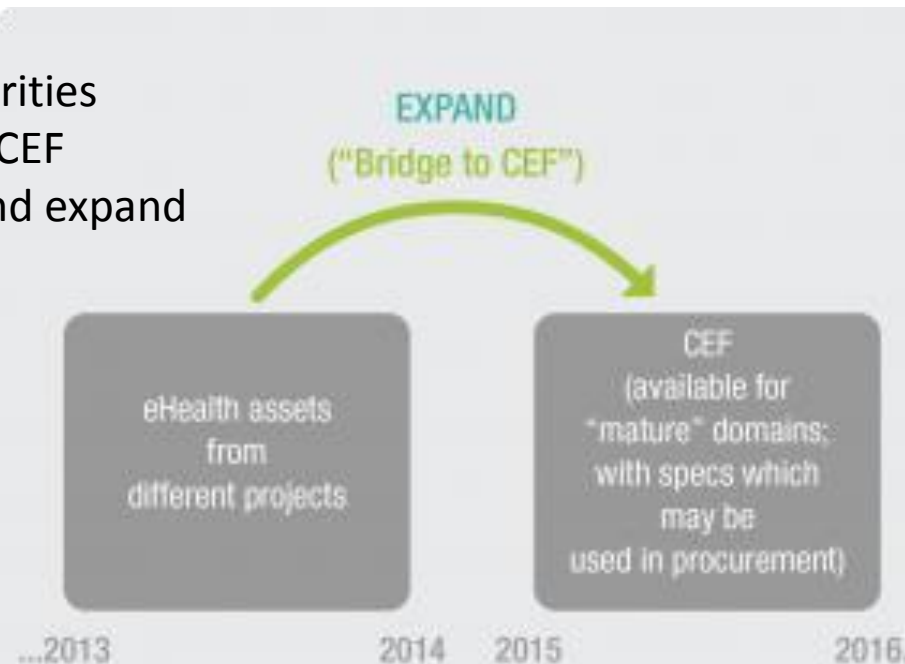 rities
CEF
nd expand
EXPAND
("Bridge to CEF")
eHealth assets
from
different projects
CEF
(available for
"mature" domains;
with specs which
may be
used in procurement)
...2013
2014
2015
2016